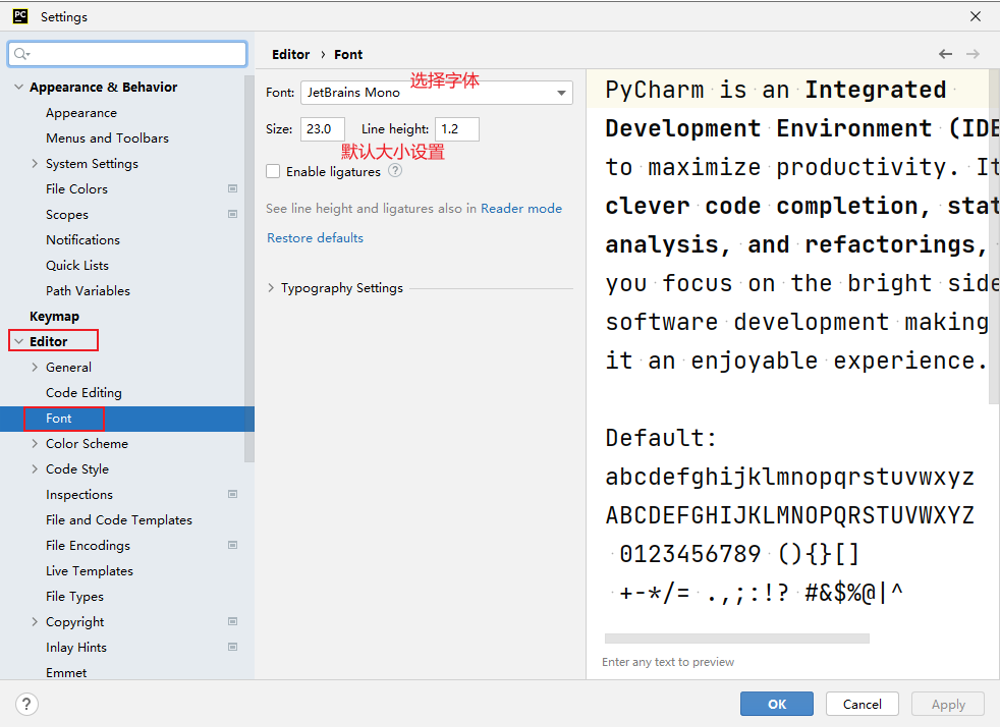 PC Settings
Appearance & Behavior
Appearance
Menus and Toolbars
System Settings
File Colors
Scopes
Notifications
Quick Lists
Path Variables
Keymap
Editor
General
Code Editing
Font
Color Scheme
Code Style
Inspections
File and Code Templates
File Encodings
Live Templates
File Types
Copyright
Inlay Hints
Emmet
Editor › Font
选择字体
Font: JetBrains Mono
Size: 23.0 Line height: 1.2
默认大小设置
Enable ligatures ?
See line height and ligatures also in Reader mode
Restore defaults
Typography Settings
PyCharm is an Integrated
Development Environment (IDE
to maximize productivity. It
clever code completion, stat
analysis, and refactorings,
you focus on the bright side
software development making
it an enjoyable experience.
Default:
abcdefghijklmnopqrstuvwxyz
ABCDEFGHIJKLMNOPQRSTUVWXYZ
0123456789 (){}[]
+-*/= .,;:!? #&$%@|^
Enter any text to preview
? OK Cancel Apply